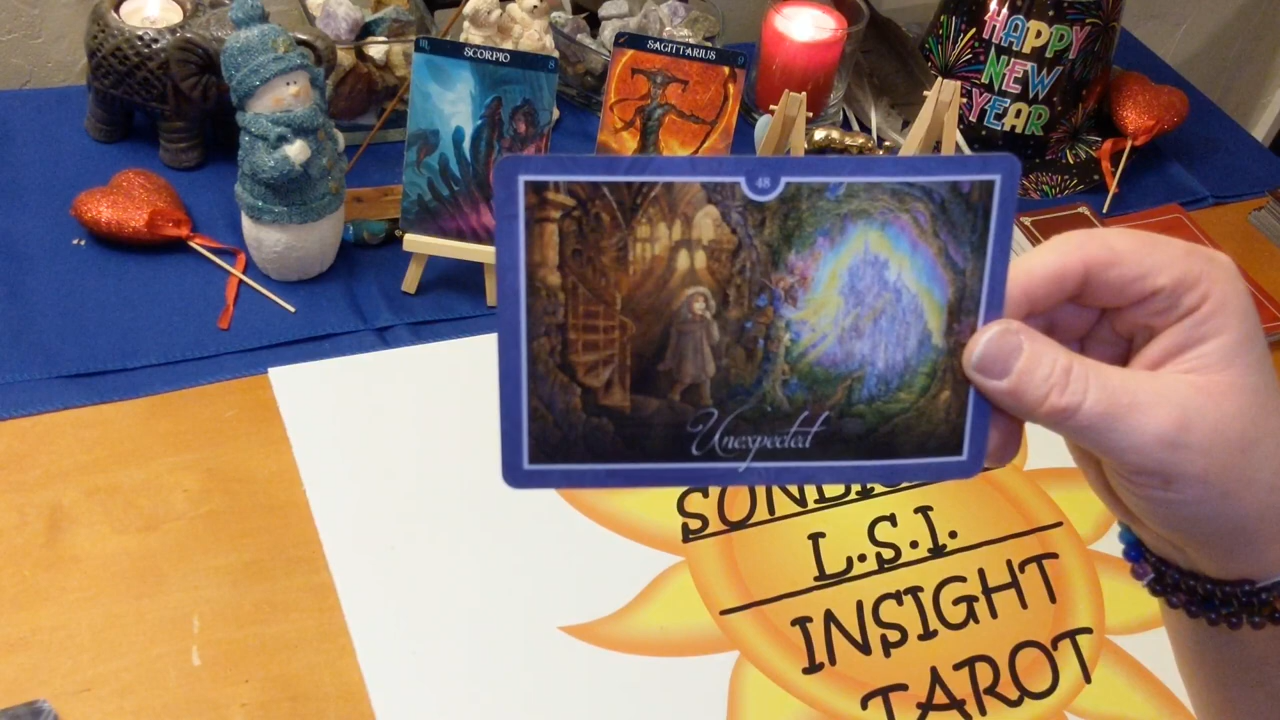 ♏ SCORPIO 8
SAGITTARIUS 9
HAPPY
NEW
YEAR
48
Unexpected
L.S.I.
INSIGHT
TAROT